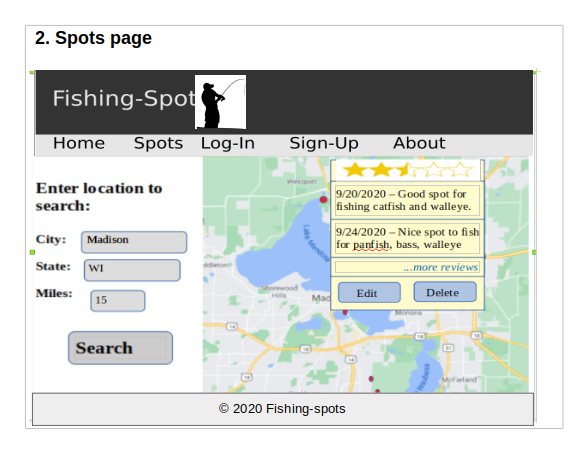 2. Spots page
Fishing-Spot
Home Spots Log-In Sign-Up About
Enter location to
search:
City: Madison
State: WI
Miles: 15
Search
Westport
Lake Mendota
Middleton
Shorewood
Hills
Mad
Monona
McFarland
Waubesa
9/20/2020 – Good spot for
fishing catfish and walleye.
9/24/2020 – Nice spot to fish
for panfish, bass, walleye
...more reviews
Edit Delete
© 2020 Fishing-spots